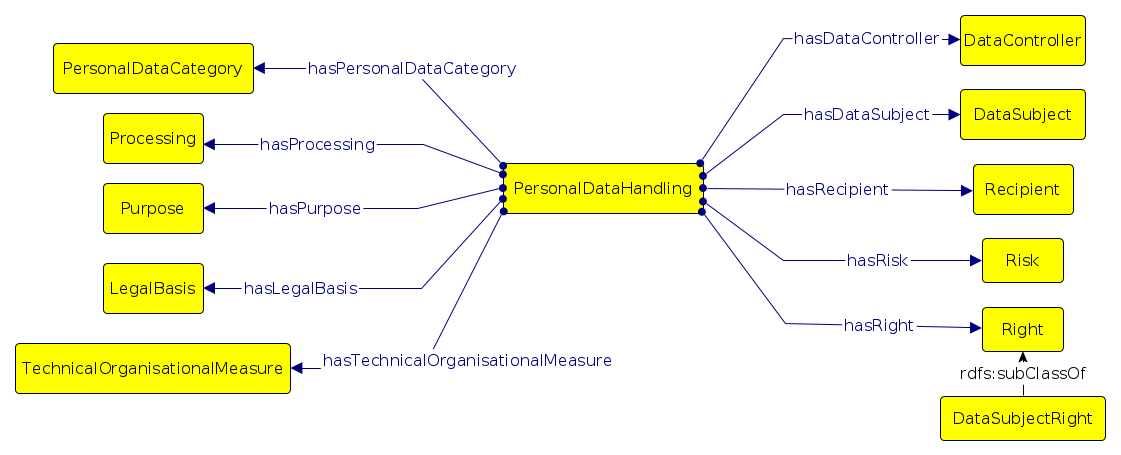 DataController
hasDataController
PersonalDataCategory
hasPersonalDataCategory
hasDataSubject
DataSubject
Processing
hasProcessing
PersonalDataHandling
hasRecipient
Recipient
Purpose
hasPurpose
hasRisk
Risk
LegalBasis
hasLegalBasis
hasRight
Right
TechnicalOrganisationalMeasure
hasTechnicalOrganisationalMeasure
rdfs:subClassOf
DataSubjectRight